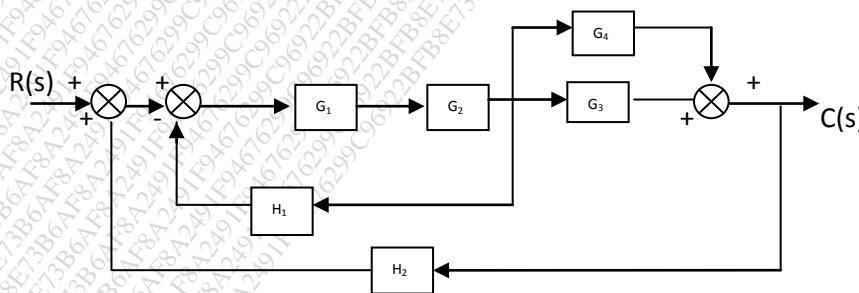 G4
R(s) + + + +
G1 G2 G3
+ - + C(s)
H1
H2